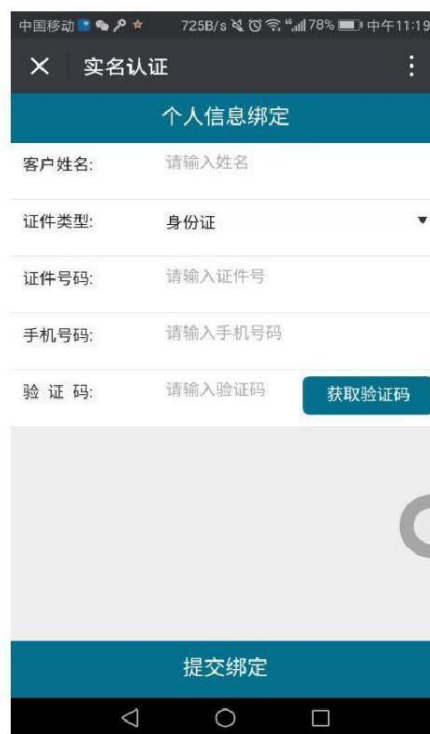 中国移动 725B/s 46 78% 中午11:19
实名认证
个人信息绑定
客户姓名: 请输入姓名
证件类型: 身份证
证件号码: 请输入证件号
手机号码: 请输入手机号码
验 证 码: 请输入验证码 获取验证码
提交绑定